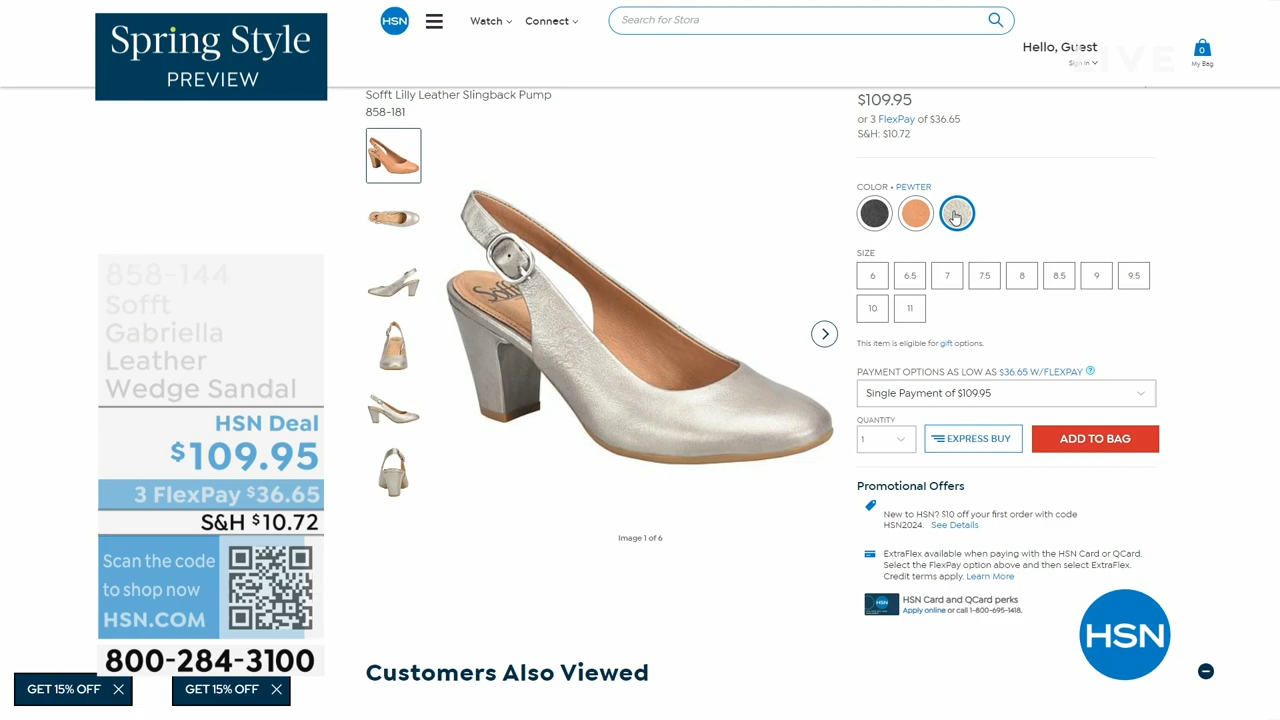 Spring Style
PREVIEW
HSN
Watch
Connect
Search for Stora
Hello, Guest
Sign In
LIVE
0
My Bag
Sofft Lilly Leather Slingback Pump
858-181
$109.95
or 3 FlexPay of $36.65
S&H: $10.72
COLOR • PEWTER
SIZE
6
6.5
7
7.5
8
8.5
9
9.5
10
11
This item is eligible for gift options.
PAYMENT OPTIONS AS LOW AS $36.65 W/FLEXPAY ?
Single Payment of $109.95
QUANTITY
1
EXPRESS BUY
ADD TO BAG
Promotional Offers
New to HSN? $10 off your first order with code
HSN2024. See Details
ExtraFlex available when paying with the HSN Card or QCard.
Select the FlexPay option above and then select ExtraFlex.
Credit terms apply. Learn More
HSN
HSN Card and QCard perks
Apply online or call 1-800-695-1418.
Söfft
Image 1 of 6
858-144
Sofft
Gabriella
Leather
Wedge Sandal
HSN Deal
$109.95
3 FlexPay $36.65
S&H $10.72
Scan the code
to shop now
HSN.COM
800-284-3100
GET 15% OFF
GET 15% OFF
Customers Also Viewed
HSN